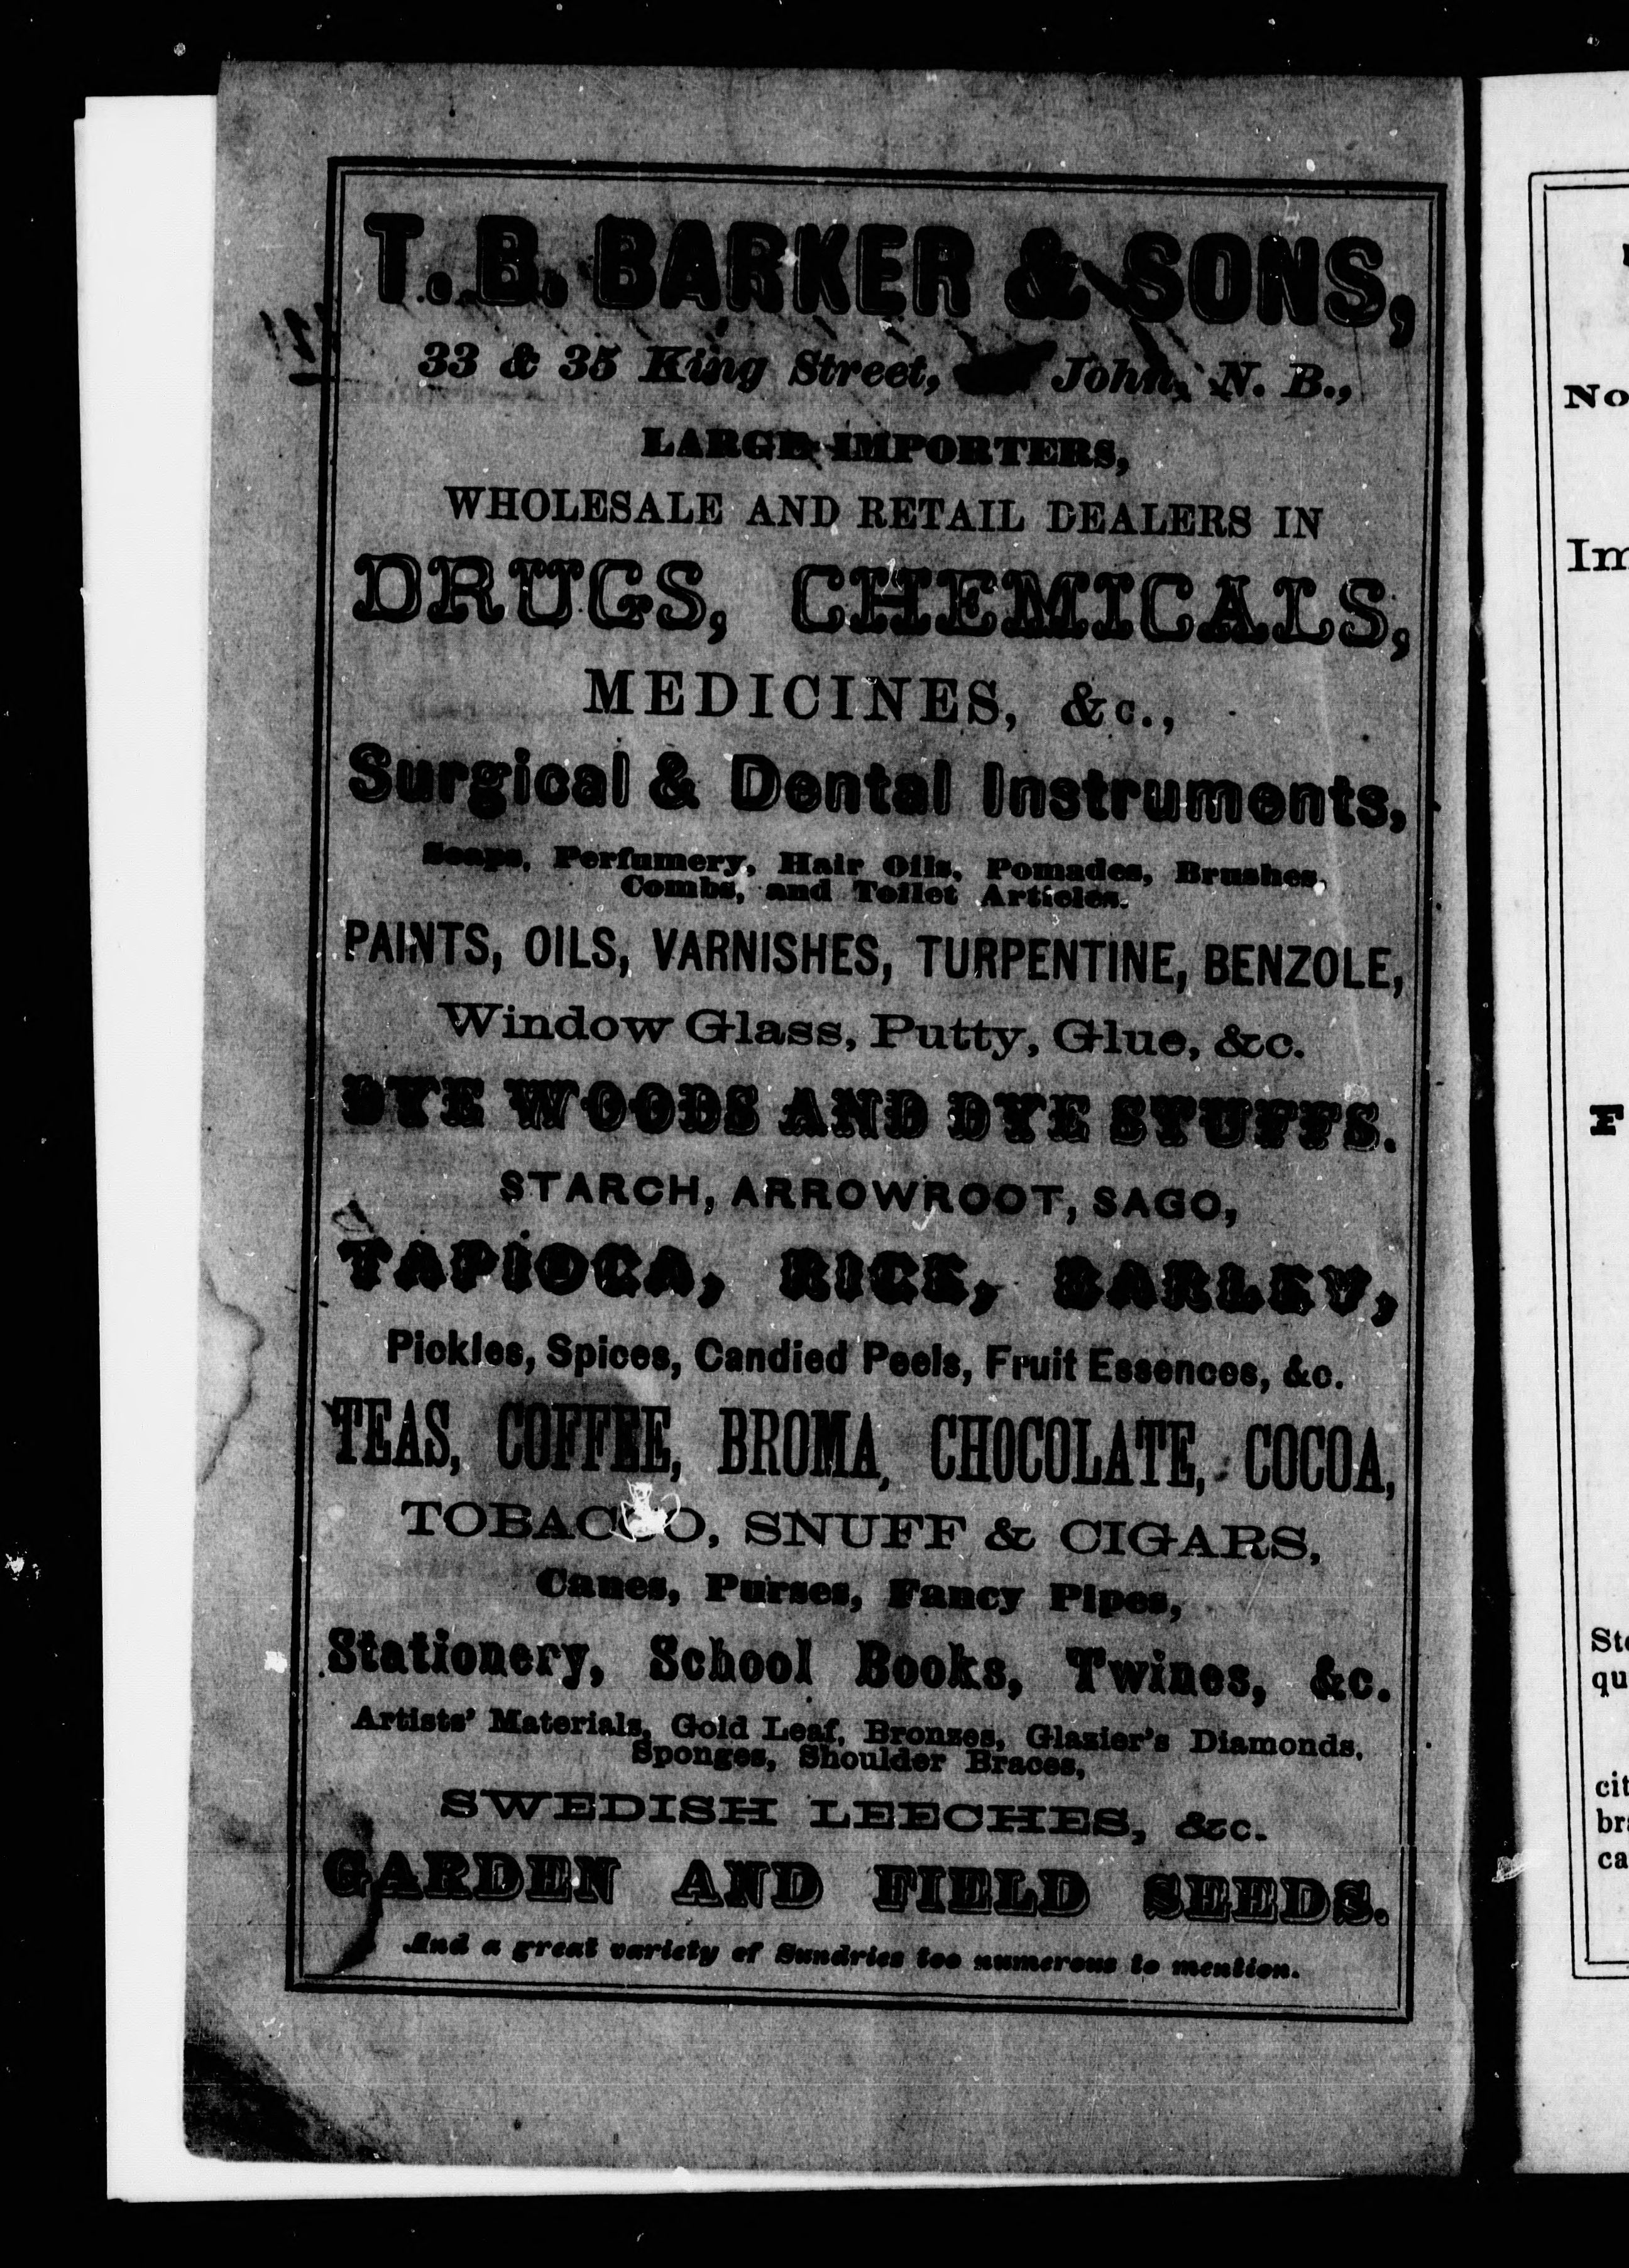 T. B. BARKER & SONS,
33 & 35 King Street, John, N. B.,
LARGE IMPORTERS,
WHOLESALE AND RETAIL DEALERS IN
DRUGS, CHEMICALS,
MEDICINES, &c.,
Surgical & Dental Instruments,
Soaps, Perfumery, Hair Oils, Pomades, Brushes,
Combs, and Toilet Articles.
PAINTS, OILS, VARNISHES, TURPENTINE, BENZOLE,
Window Glass, Putty, Glue, &c.
DYE WOODS AND DYE STUFFS.
STARCH, ARROWROOT, SAGO,
TAPIOCA, RICE, BARLEY,
Pickles, Spices, Candied Peels, Fruit Essences, &c.
TEAS, COFFEE, BROMA, CHOCOLATE, COCOA,
TOBACCO, SNUFF & CIGARS,
Canes, Purses, Fancy Pipes,
Stationery, School Books, Twines, &c.
Artists' Materials, Gold Leaf, Bronzes, Glazier's Diamonds,
Sponges, Shoulder Braces,
SWEDISH LEECHES, &c.
GARDEN AND FIELD SEEDS.
And a great variety of Sundries too numerous to mention.